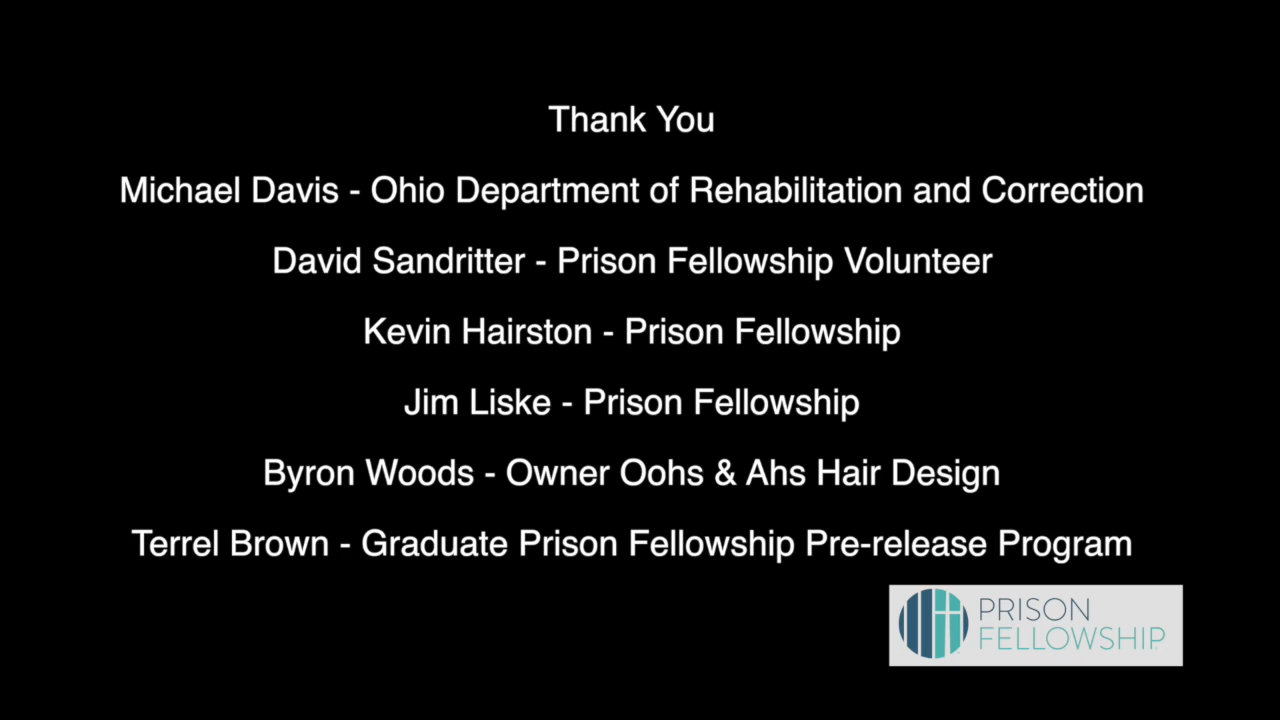 Thank You
Michael Davis - Ohio Department of Rehabilitation and Correction
David Sandritter - Prison Fellowship Volunteer
Kevin Hairston - Prison Fellowship
Jim Liske - Prison Fellowship
Byron Woods - Owner Oohs & Ahs Hair Design
Terrel Brown - Graduate Prison Fellowship Pre-release Program
PRISON
FELLOWSHIP